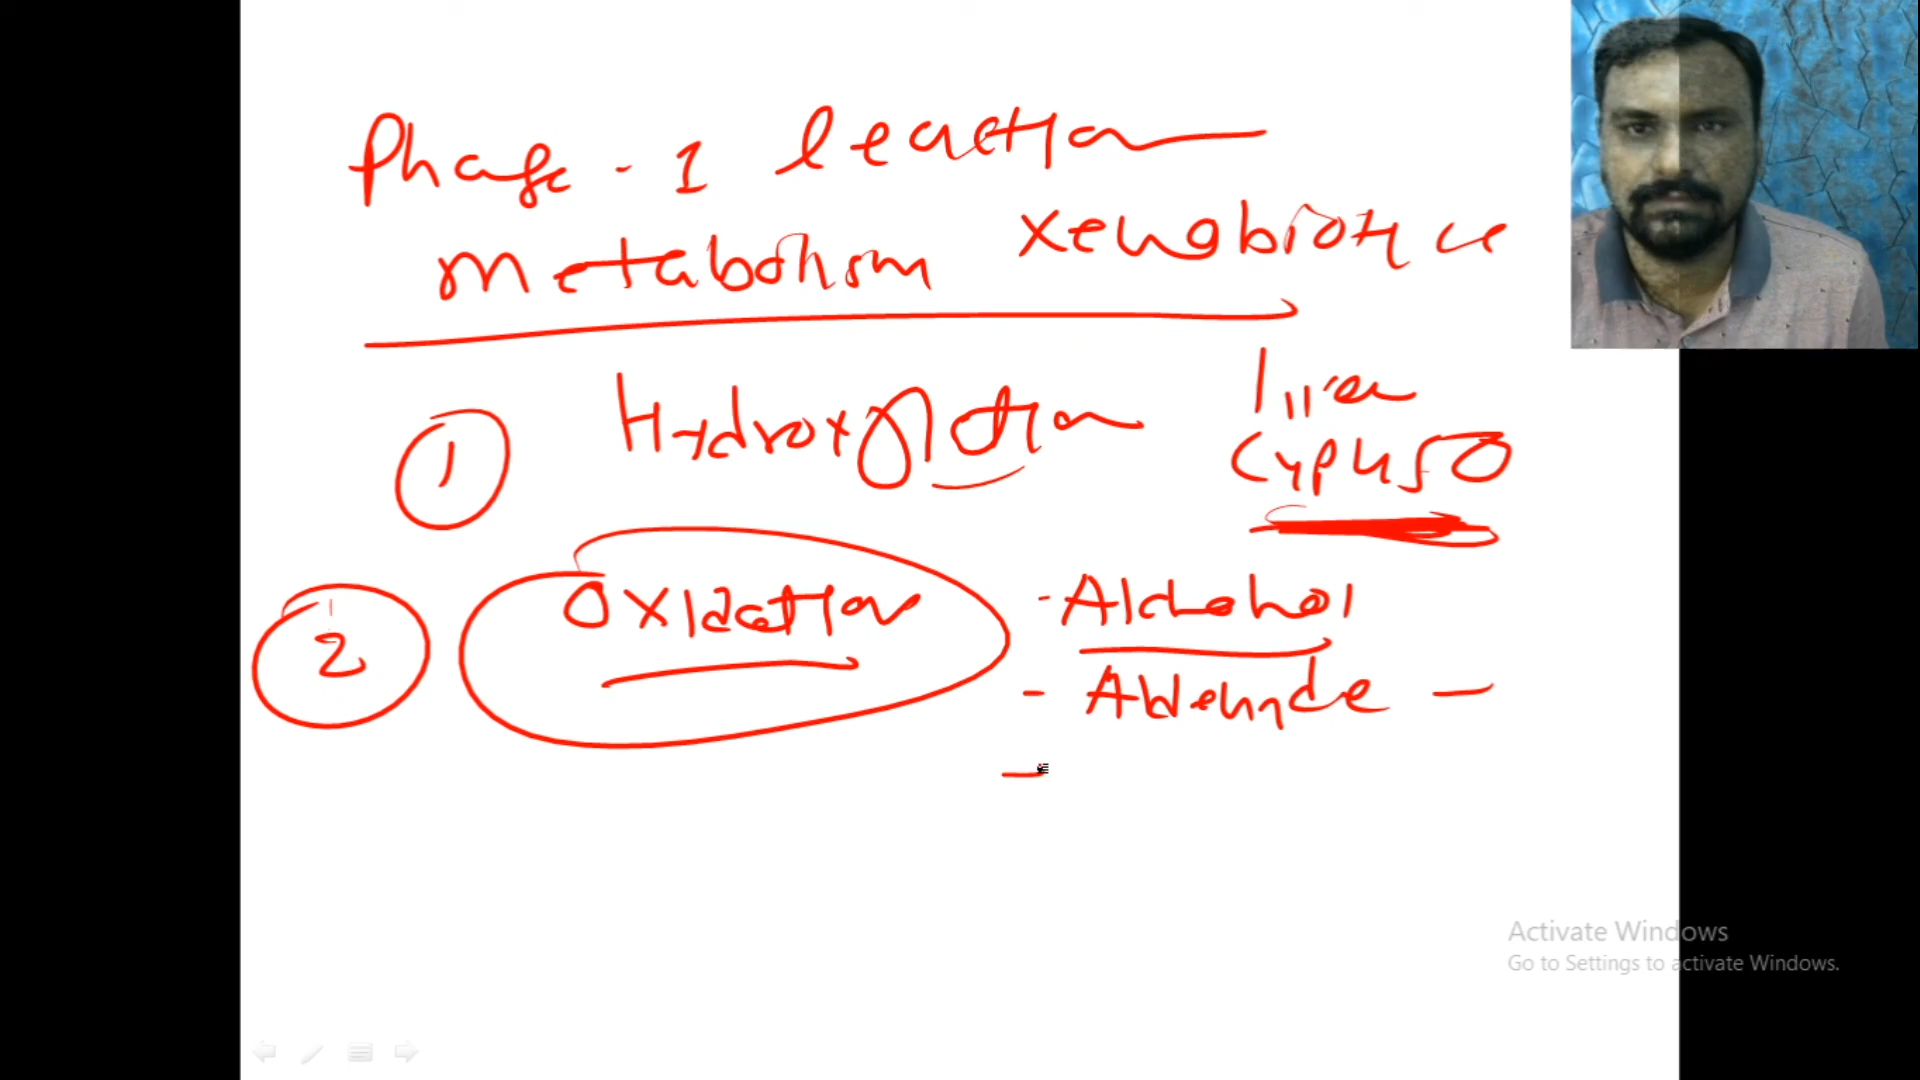 Phase - 1 reaction
metabolism xenobiotics
1 Hydroxylation liver
Cyp450
2 Oxidation - Alcohol
- Aldehyde -
-
Activate Windows
Go to Settings to activate Windows.